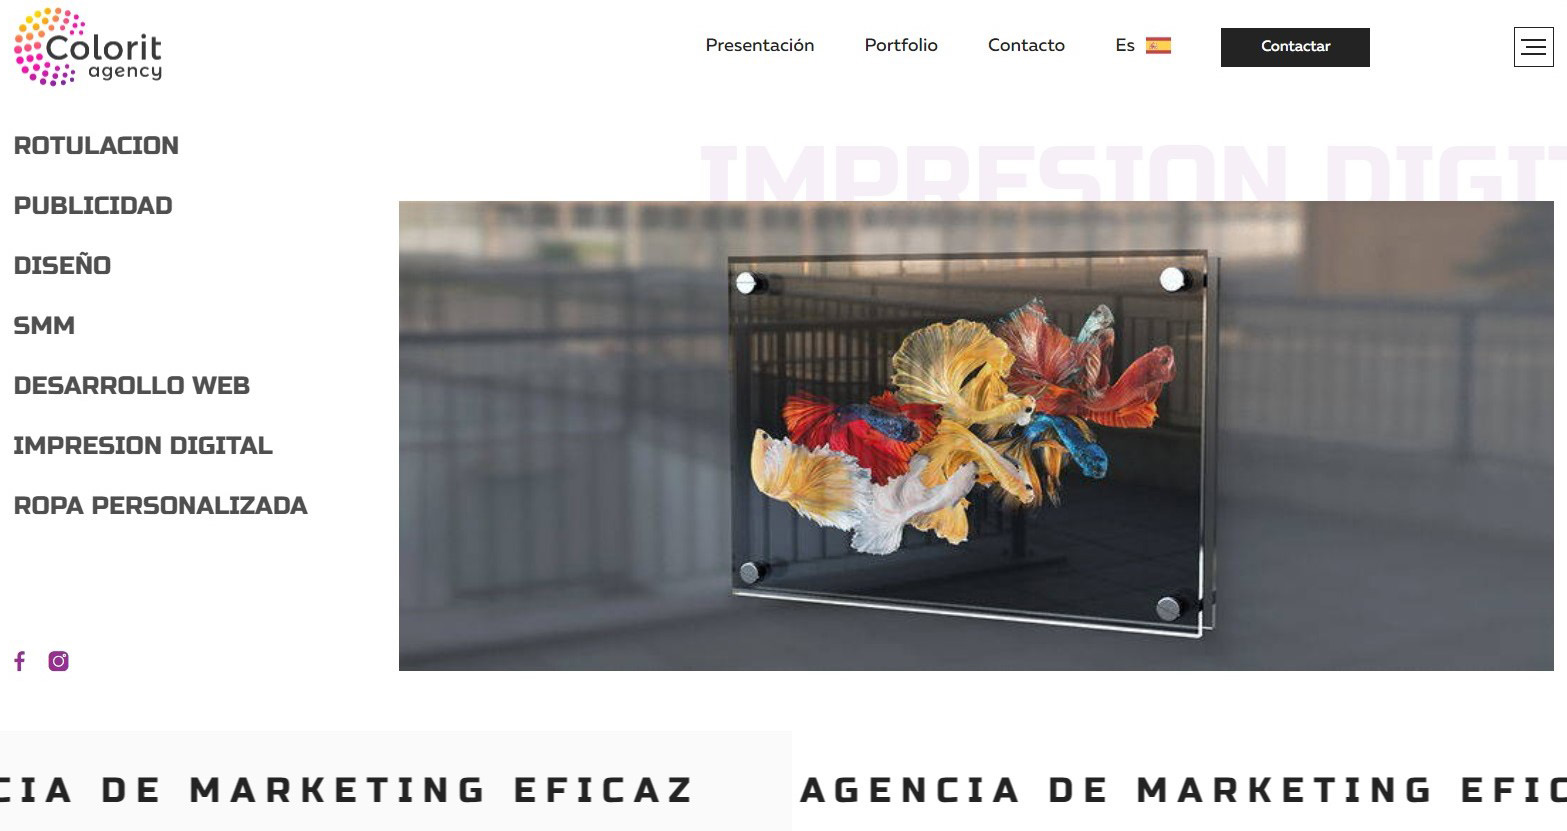 Colorit
agency
Presentación
Portfolio
Contacto
Es
Contactar
ROTULACION
PUBLICIDAD
DISEÑO
SMM
DESARROLLO WEB
IMPRESION DIGITAL
ROPA PERSONALIZADA
IMPRESION DIGIT
CIA DE MARKETING EFICAZ
AGENCIA DE MARKETING EFIC